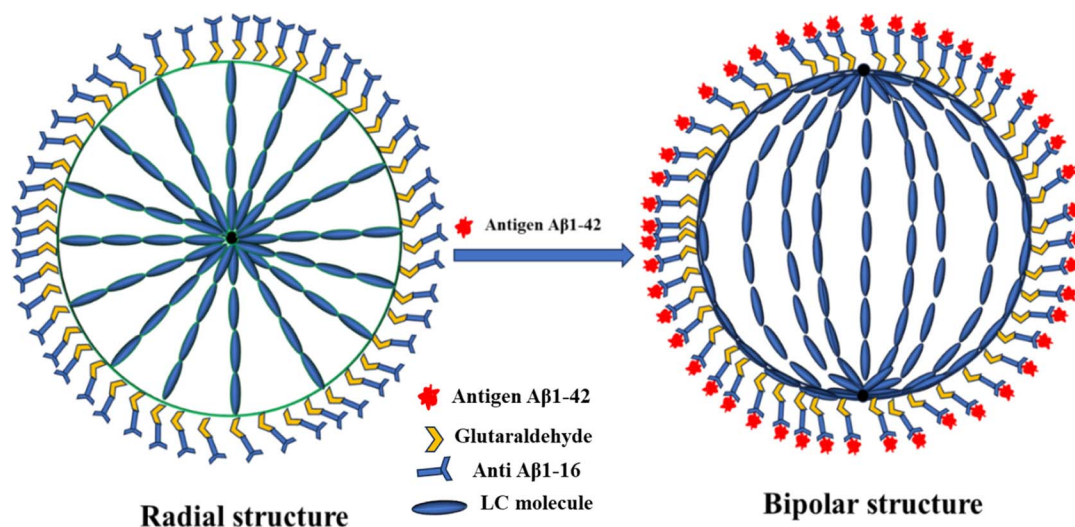 Antigen Aβ1-42
Antigen Aβ1-42
Glutaraldehyde
Anti Aβ1-16
LC molecule
Radial structure
Bipolar structure